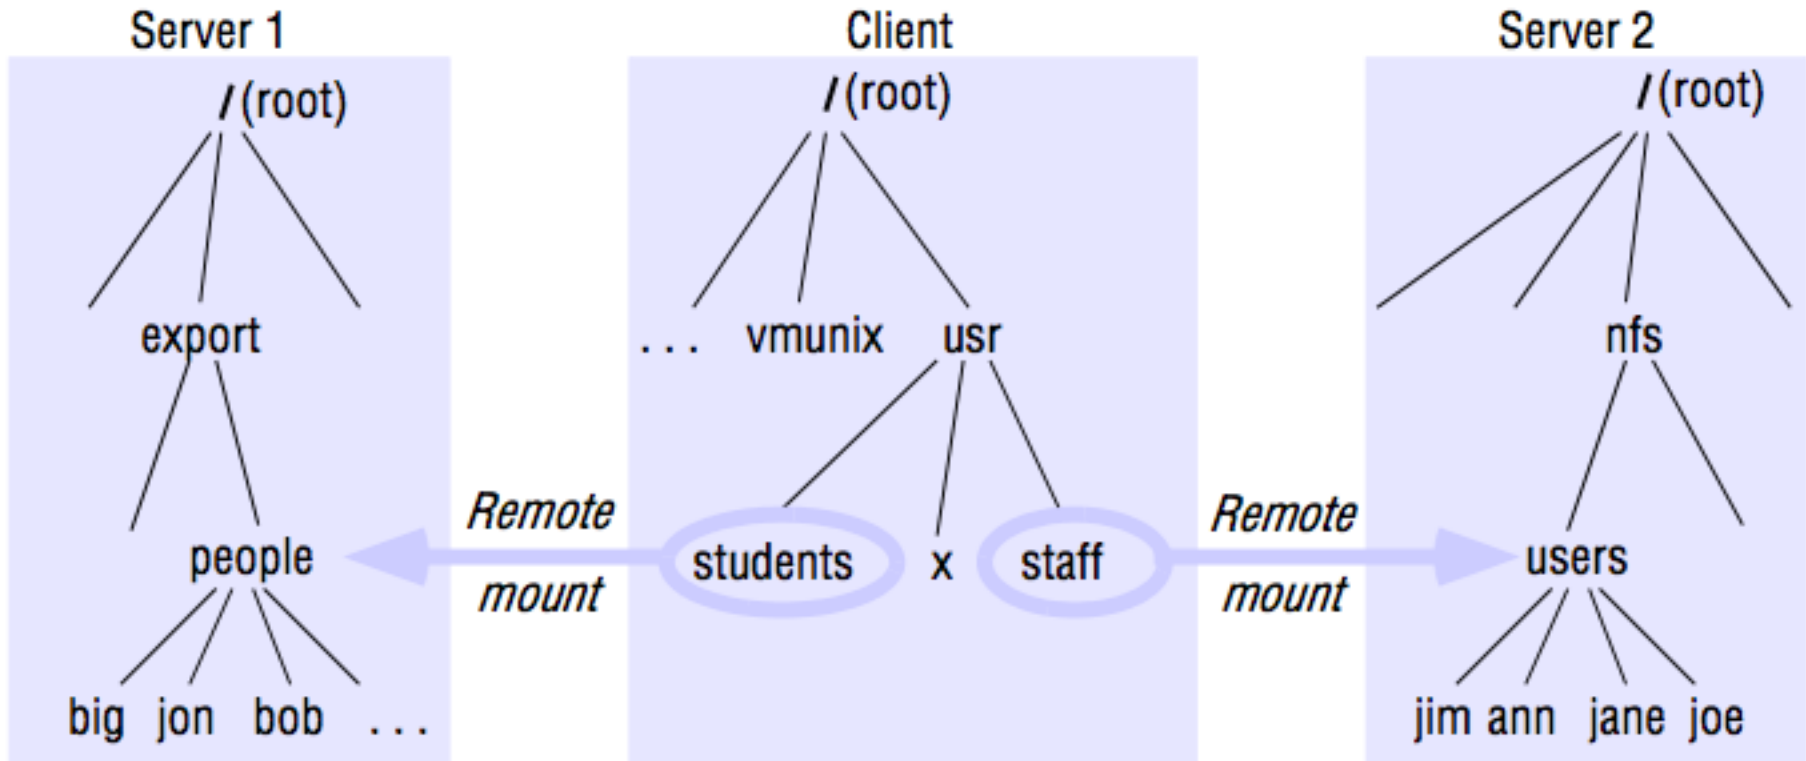 Server 1
Client
Server 2
/ (root)
/ (root)
/ (root)
export
. . .
vmunix
usr
nfs
people
Remote
mount
students
x
staff
Remote
mount
users
big
jon
bob
. . .
jim
ann
jane
joe